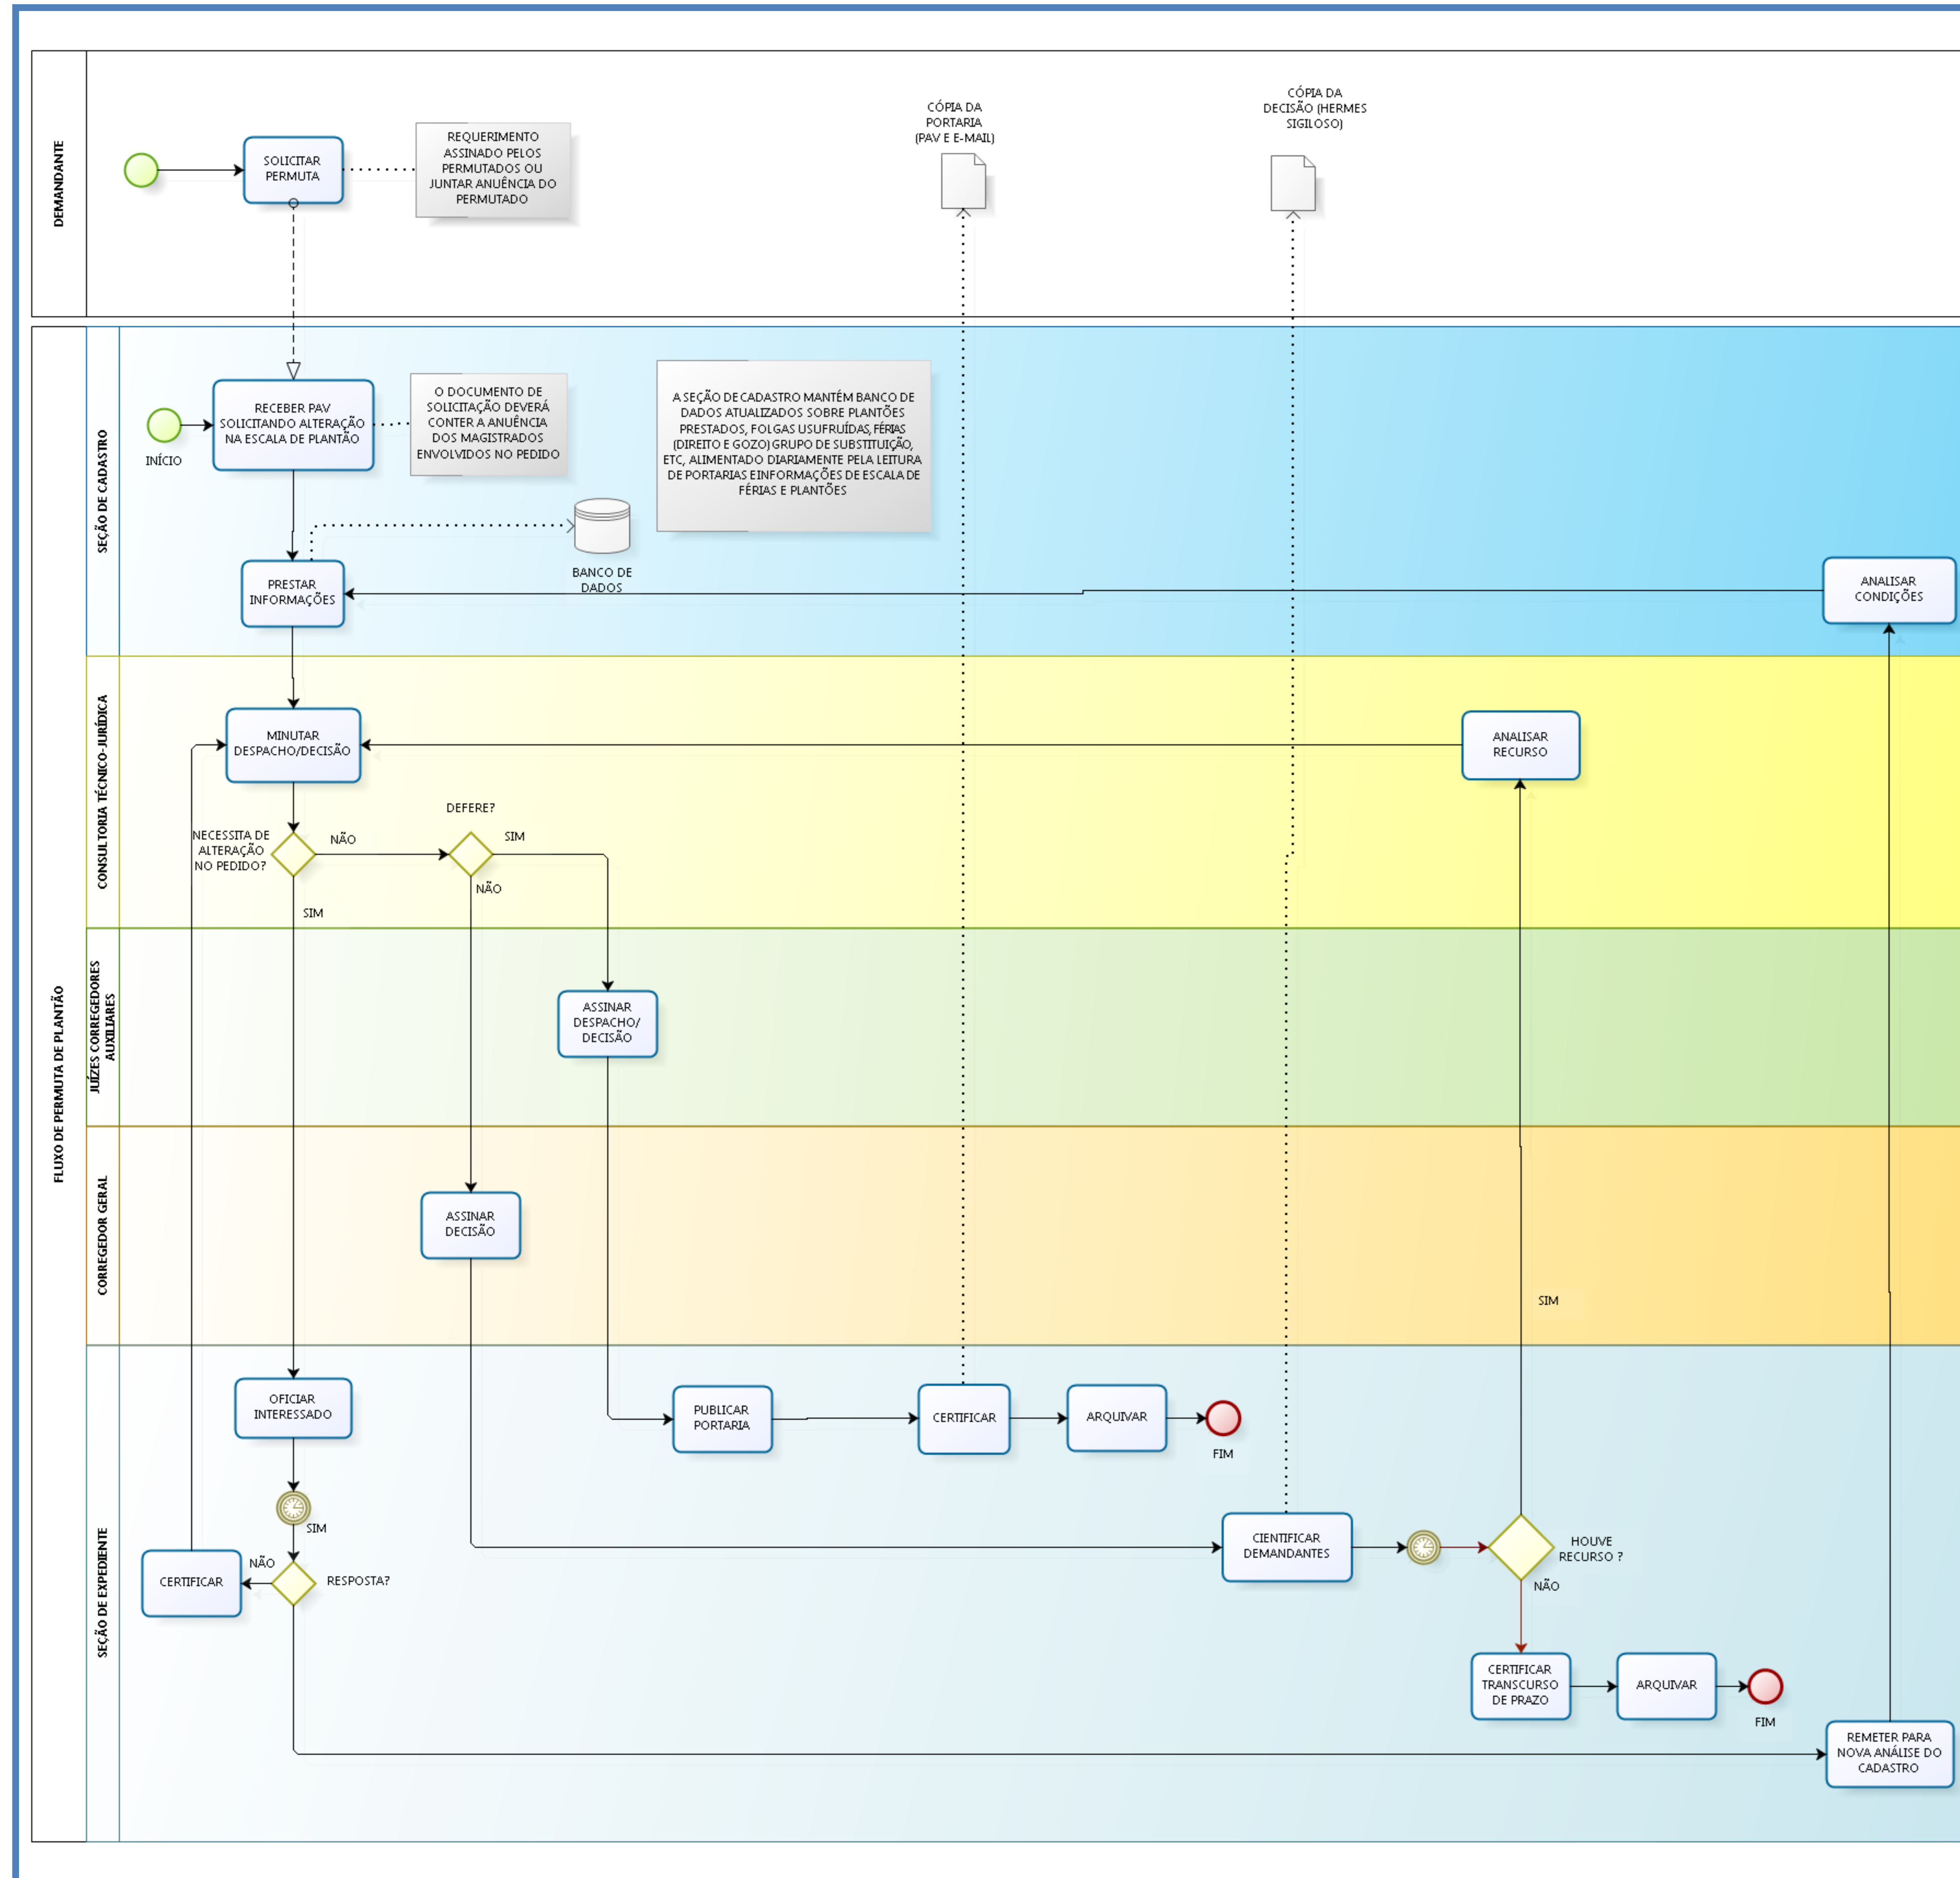 DEMANDANTE
SOLICITAR
PERMUTA
REQUERIMENTO
ASSINADO PELOS
PERMUTADOS OU
JUNTAR ANUÊNCIA DO
PERMUTADO
CÓPIA DA
PORTARIA
(PAV E E-MAIL)
CÓPIA DA
DECISÃO (HERMES
SIGILOSO)
FLUXO DE PERMUTA DE PLANTÃO
SEÇÃO DE CADASTRO
INÍCIO
RECEBER PAV
SOLICITANDO ALTERAÇÃO
NA ESCALA DE PLANTÃO
O DOCUMENTO DE
SOLICITAÇÃO DEVERÁ
CONTER A ANUÊNCIA
DOS MAGISTRADOS
ENVOLVIDOS NO PEDIDO
A SEÇÃO DE CADASTRO MANTÉM BANCO DE
DADOS ATUALIZADOS SOBRE PLANTÕES
PRESTADOS, FOLGAS USUFRUÍDAS, FÉRIAS
(DIREITO E GOZO) GRUPO DE SUBSTITUIÇÃO,
ETC, ALIMENTADO DIARIAMENTE PELA LEITURA
DE PORTARIAS EINFORMAÇÕES DE ESCALA DE
FÉRIAS E PLANTÕES
BANCO DE
DADOS
PRESTAR
INFORMAÇÕES
ANALISAR
CONDIÇÕES
CONSULTORIA TÉCNICO-JURÍDICA
MINUTAR
DESPACHO/DECISÃO
ANALISAR
RECURSO
NECESSITA DE
ALTERAÇÃO
NO PEDIDO?
NÃO
SIM
DEFERE?
SIM
NÃO
JUÍZES CORREGEDORES
AUXILIARES
ASSINAR
DESPACHO/
DECISÃO
CORREGEDOR GERAL
ASSINAR
DECISÃO
SIM
SEÇÃO DE EXPEDIENTE
OFICIAR
INTERESSADO
PUBLICAR
PORTARIA
CERTIFICAR
ARQUIVAR
FIM
SIM
NÃO
RESPOSTA?
CERTIFICAR
CIENTIFICAR
DEMANDANTES
HOUVE
RECURSO ?
NÃO
CERTIFICAR
TRANSCURSO
DE PRAZO
ARQUIVAR
FIM
REMETER PARA
NOVA ANÁLISE DO
CADASTRO